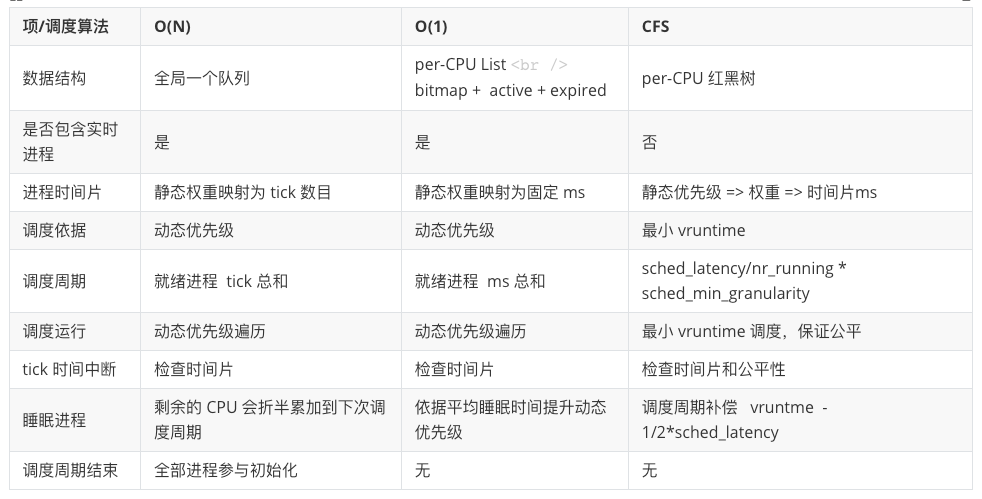 项/调度算法 O(N) O(1) CFS
数据结构 全局一个队列 per-CPU List <br />
bitmap + active + expired per-CPU 红黑树
是否包含实时
进程 是 是 否
进程时间片 静态权重映射为 tick 数目 静态权重映射为固定 ms 静态优先级 => 权重 => 时间片ms
调度依据 动态优先级 动态优先级 最小 vruntime
调度周期 就绪进程 tick 总和 就绪进程 ms 总和 sched_latency/nr_running *
sched_min_granularity
调度运行 动态优先级遍历 动态优先级遍历 最小 vruntime 调度，保证公平
tick 时间中断 检查时间片 检查时间片 检查时间片和公平性
睡眠进程 剩余的 CPU 会折半累加到下次调
度周期 依据平均睡眠时间提升动态
优先级 调度周期补偿 vruntme -
1/2*sched_latency
调度周期结束 全部进程参与初始化 无 无